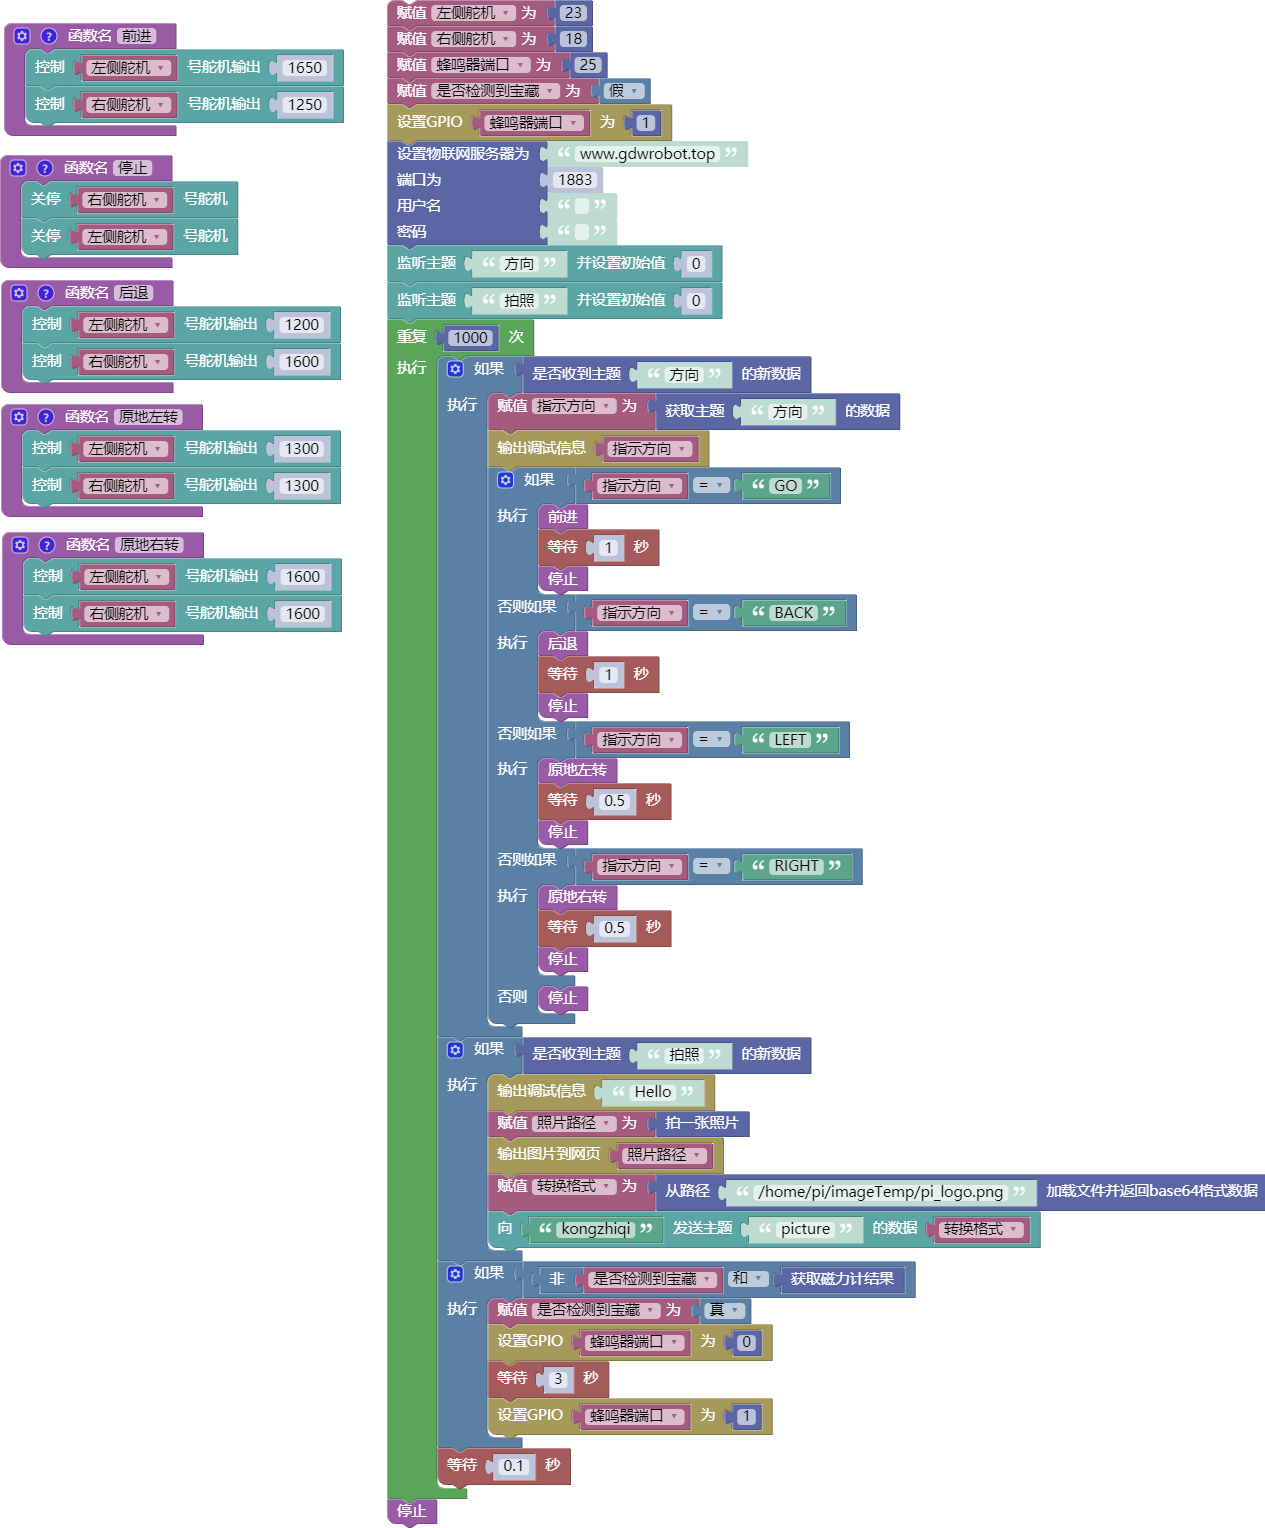 函数名 前进
控制 左侧舵机 号舵机输出 1650
控制 右侧舵机 号舵机输出 1250
函数名 停止
关停 右侧舵机 号舵机
关停 左侧舵机 号舵机
函数名 后退
控制 左侧舵机 号舵机输出 1200
控制 右侧舵机 号舵机输出 1600
函数名 原地左转
控制 左侧舵机 号舵机输出 1300
控制 右侧舵机 号舵机输出 1300
函数名 原地右转
控制 左侧舵机 号舵机输出 1600
控制 右侧舵机 号舵机输出 1600
赋值 左侧舵机 为 23
赋值 右侧舵机 为 18
赋值 蜂鸣器端口 为 25
赋值 是否检测到宝藏 为 假
设置GPIO 蜂鸣器端口 为 1
设置物联网服务器为 “ www.gdwrobot.top ”
端口为 1883
用户名 “ ”
密码 “ ”
监听主题 “ 方向 ” 并设置初始值 0
监听主题 “ 拍照 ” 并设置初始值 0
重复 1000 次
执行 如果 是否收到主题 “ 方向 ” 的新数据
执行 赋值 指示方向 为 获取主题 “ 方向 ” 的数据
输出调试信息 指示方向
如果 指示方向 = “ GO ”
执行 前进
等待 1 秒
停止
否则如果 指示方向 = “ BACK ”
执行 后退
等待 1 秒
停止
否则如果 指示方向 = “ LEFT ”
执行 原地左转
等待 0.5 秒
停止
否则如果 指示方向 = “ RIGHT ”
执行 原地右转
等待 0.5 秒
停止
否则 停止
如果 是否收到主题 “ 拍照 ” 的新数据
执行 输出调试信息 “ Hello ”
赋值 照片路径 为 拍一张照片
输出图片到网页 照片路径
赋值 转换格式 为 从路径 “ /home/pi/imageTemp/pi_logo.png ” 加载文件并返回base64格式数据
向 “ kongzhiqi ” 发送主题 “ picture ” 的数据 转换格式
如果 非 是否检测到宝藏 和 获取磁力计结果
执行 赋值 是否检测到宝藏 为 真
设置GPIO 蜂鸣器端口 为 0
等待 3 秒
设置GPIO 蜂鸣器端口 为 1
等待 0.1 秒
停止